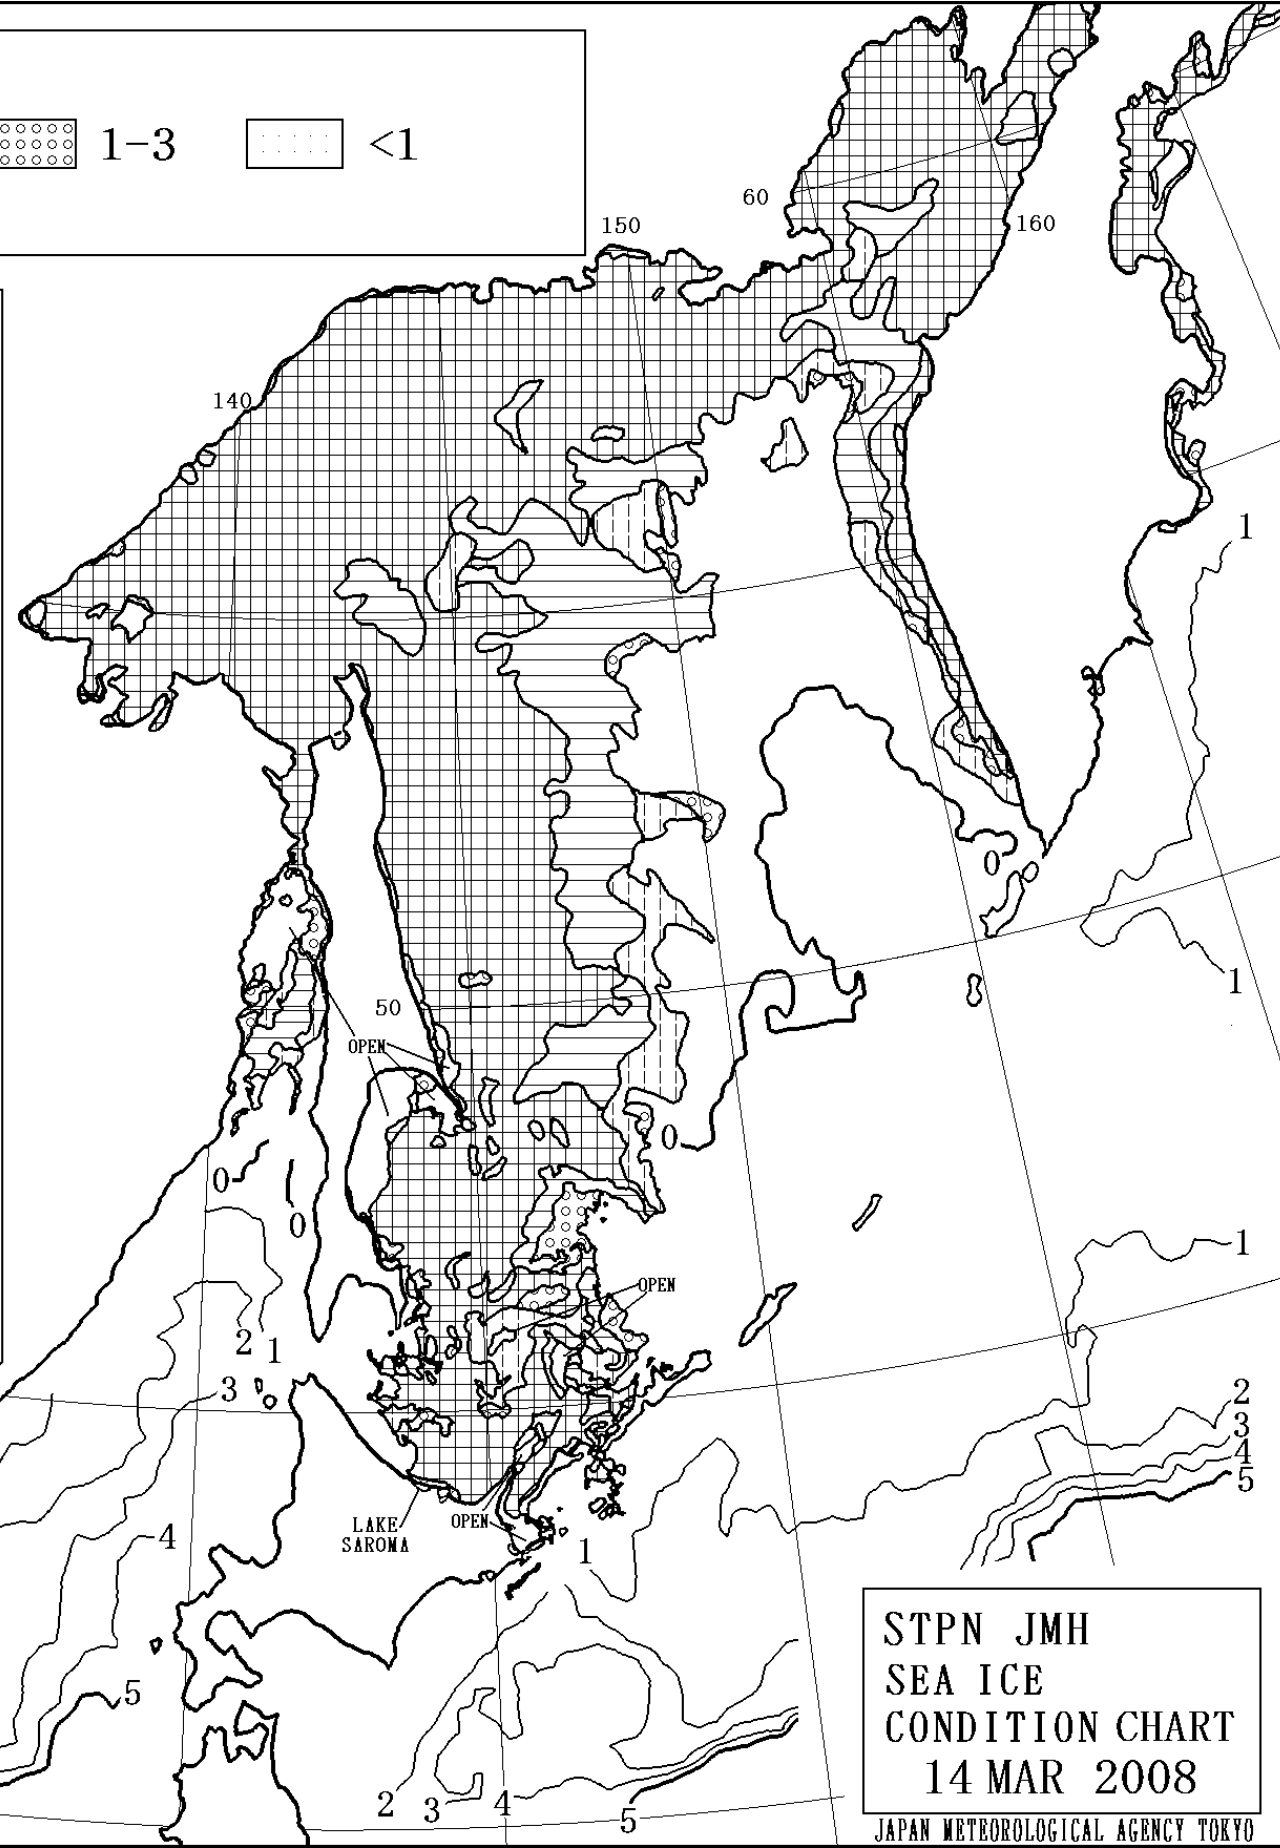 1-3
<1
150
60
160
140
1
0
50
OPEN
1
0
0
0
1
OPEN
2
1
3
2
3
4
5
LAKE
SAROMA
OPEN
4
1
5
2
3
4
5
STPN JMH
SEA ICE
CONDITION CHART
14 MAR 2008
JAPAN METEOROLOGICAL AGENCY TOKYO